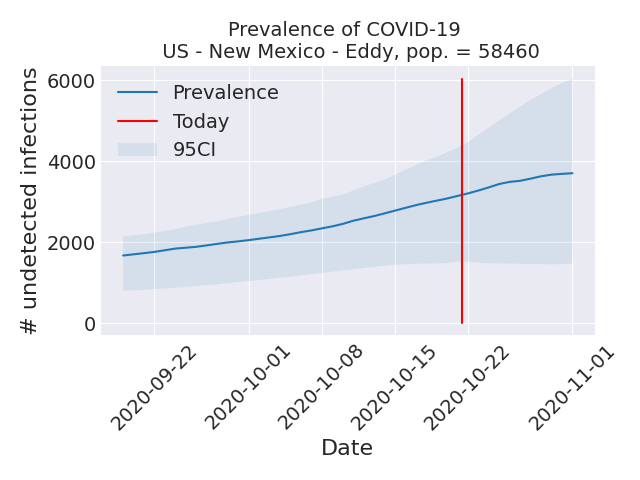 Prevalence of COVID-19
US - New Mexico - Eddy, pop. = 58460
# undetected infections
6000
4000
2000
0
Prevalence
Today
95CI
2020-09-22
2020-10-01
2020-10-08
2020-10-15
2020-10-22
2020-11-01
Date